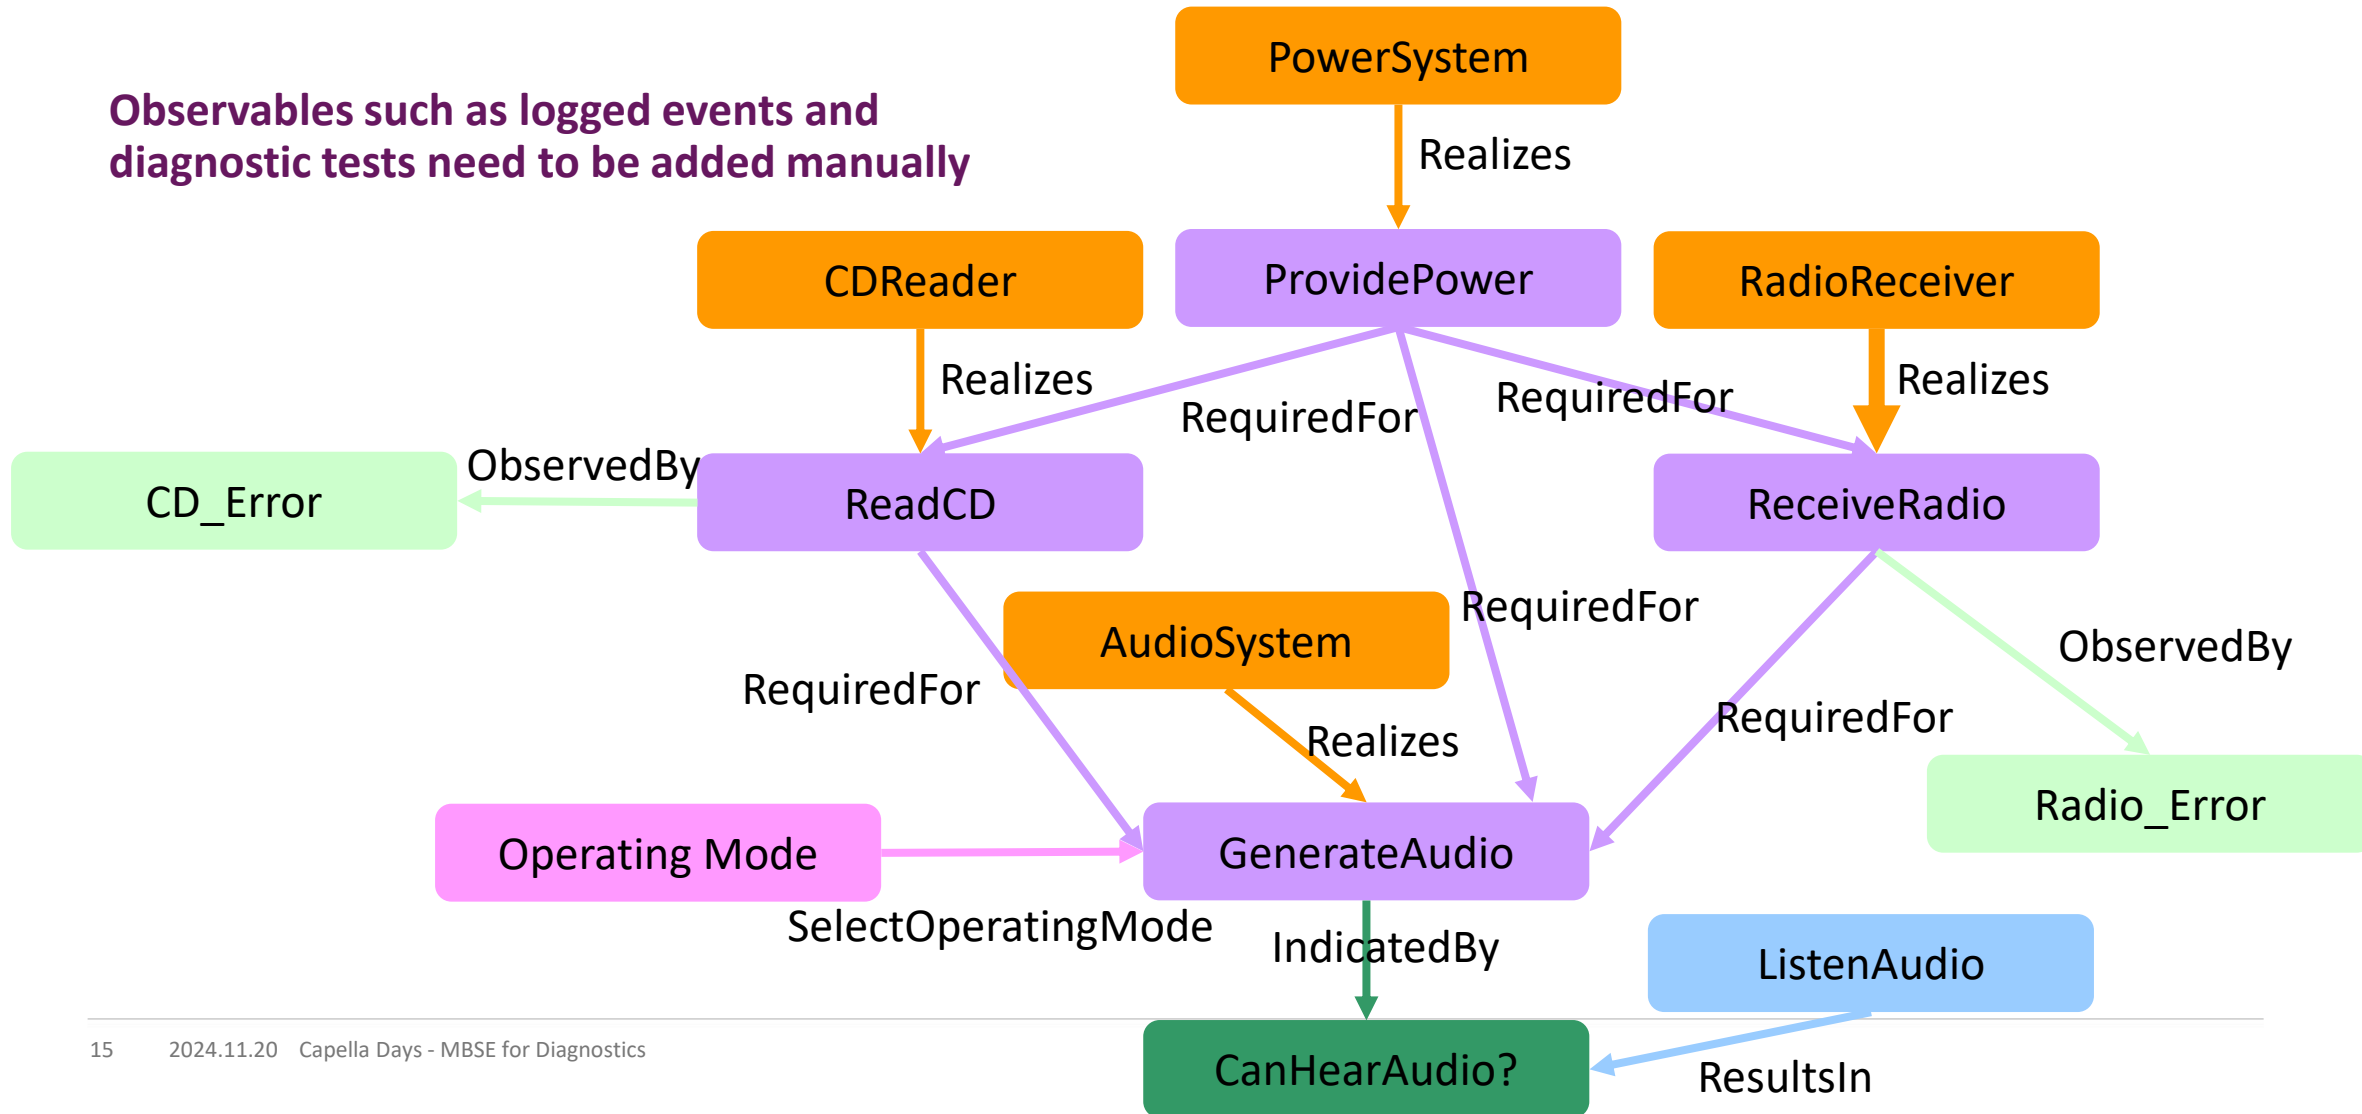 PowerSystem
Observables such as logged events and
diagnostic tests need to be added manually
Realizes
CDReader
ProvidePower
RadioReceiver
Realizes
RequiredFor
RequiredFor
Realizes
ObservedBy
CD_Error
ReadCD
ReceiveRadio
RequiredFor
AudioSystem
ObservedBy
RequiredFor
RequiredFor
Realizes
Radio_Error
Operating Mode
GenerateAudio
SelectOperatingMode
IndicatedBy
ListenAudio
15 2024.11.20 Capella Days - MBSE for Diagnostics
CanHearAudio?
ResultsIn